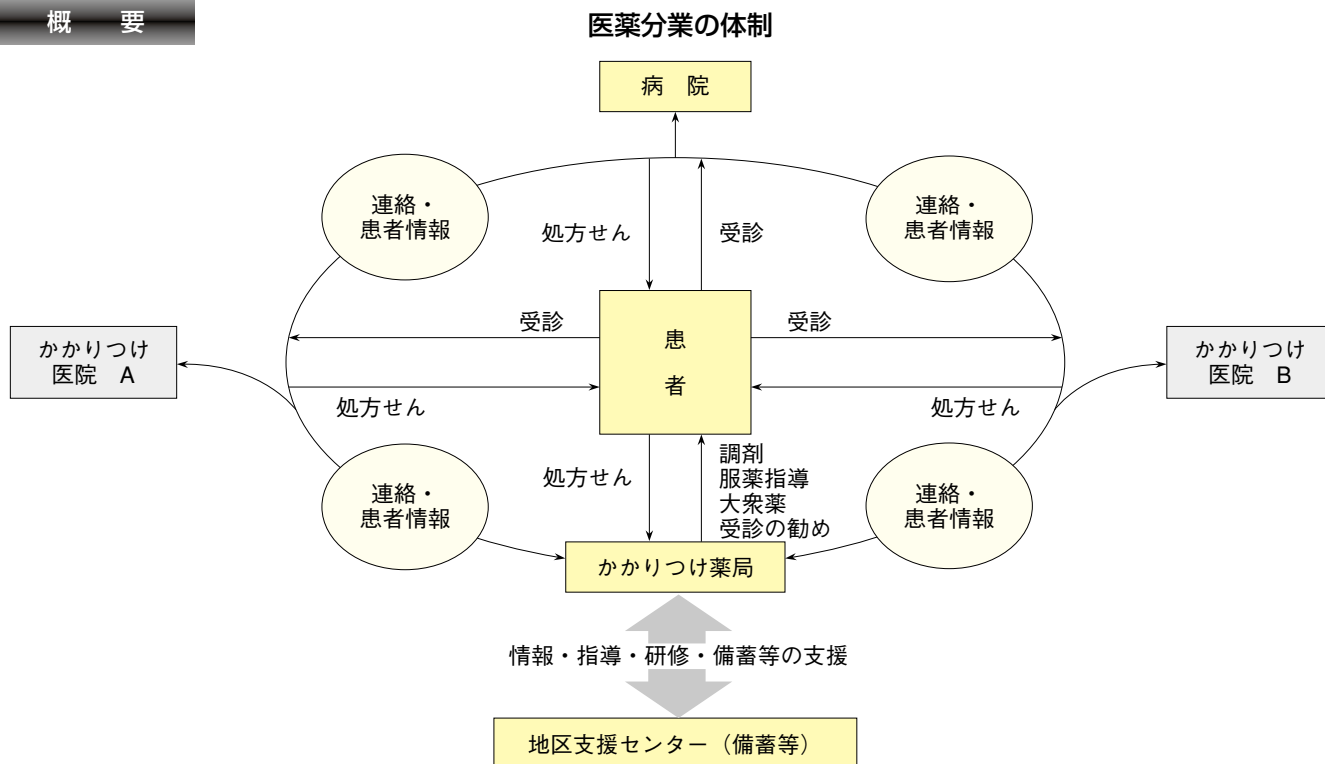 概 要
医薬分業の体制
病 院
連絡・
患者情報
連絡・
患者情報
処方せん
受診
受診
受診
患
者
かかりつけ
医院 A
かかりつけ
医院 B
処方せん
処方せん
連絡・
患者情報
連絡・
患者情報
処方せん
調剤
服薬指導
大衆薬
受診の勧め
かかりつけ薬局
情報・指導・研修・備蓄等の支援
地区支援センター（備蓄等）